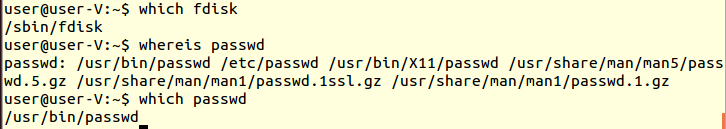 user@user-V:~$ which fdisk
/sbin/fdisk
user@user-V:~$ whereis passwd
passwd: /usr/bin/passwd /etc/passwd /usr/bin/X11/passwd /usr/share/man/man5/pass
wd.5.gz /usr/share/man/man1/passwd.1ssl.gz /usr/share/man/man1/passwd.1.gz
user@user-V:~$ which passwd
/usr/bin/passwd